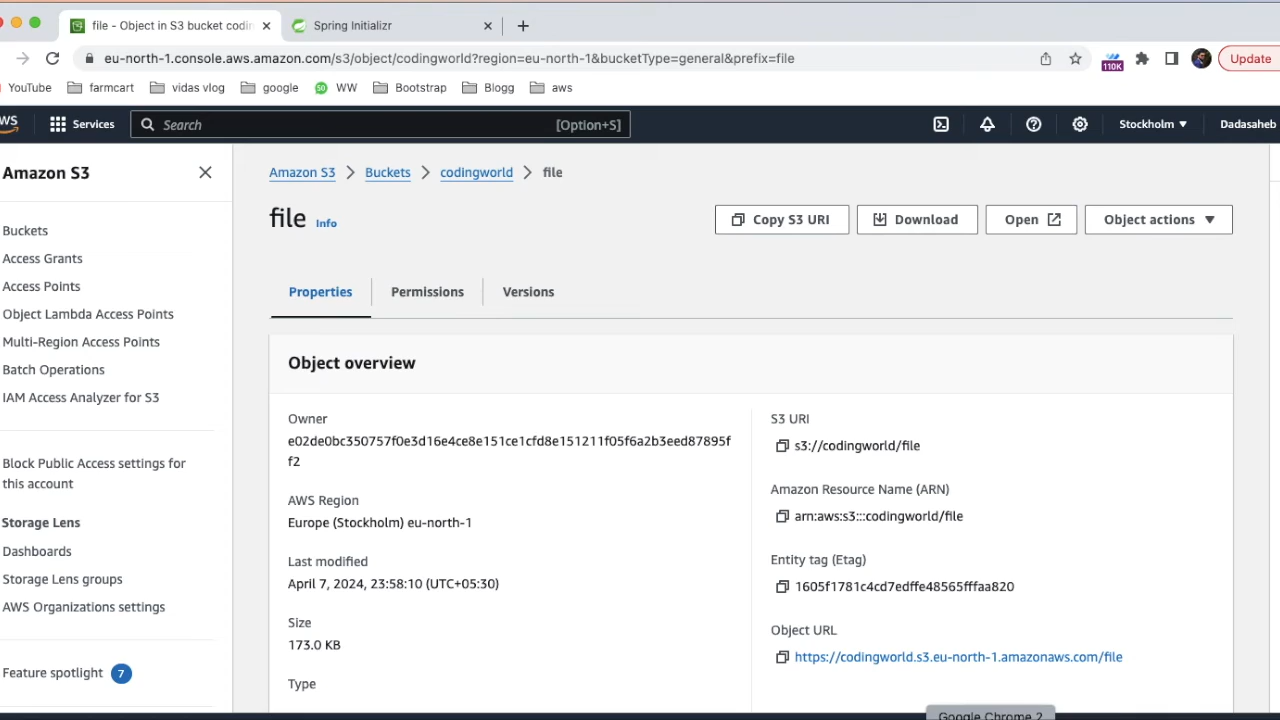 file - Object in S3 bucket codin
Spring Initializr
eu-north-1.console.aws.amazon.com/s3/object/codingworld?region=eu-north-1&bucketType=general&prefix=file
110K
Update
YouTube
farmcart
vidas vlog
google
WW
Bootstrap
Blogg
aws
Services
Search
[Option+S]
Stockholm
Dadasaheb
Amazon S3
Buckets
Access Grants
Access Points
Object Lambda Access Points
Multi-Region Access Points
Batch Operations
IAM Access Analyzer for S3
Block Public Access settings for
this account
Storage Lens
Dashboards
Storage Lens groups
AWS Organizations settings
Feature spotlight 7
Amazon S3 > Buckets > codingworld > file
file Info
Copy S3 URI
Download
Open
Object actions
Properties
Permissions
Versions
Object overview
Owner
e02de0bc350757f0e3d16e4ce8e151ce1cfd8e151211f05f6a2b3eed87895f
f2
AWS Region
Europe (Stockholm) eu-north-1
Last modified
April 7, 2024, 23:58:10 (UTC+05:30)
Size
173.0 KB
Type
S3 URI
s3://codingworld/file
Amazon Resource Name (ARN)
arn:aws:s3:::codingworld/file
Entity tag (Etag)
1605f1781c4cd7edffe48565fffaa820
Object URL
https://codingworld.s3.eu-north-1.amazonaws.com/file
Google Chrome 2